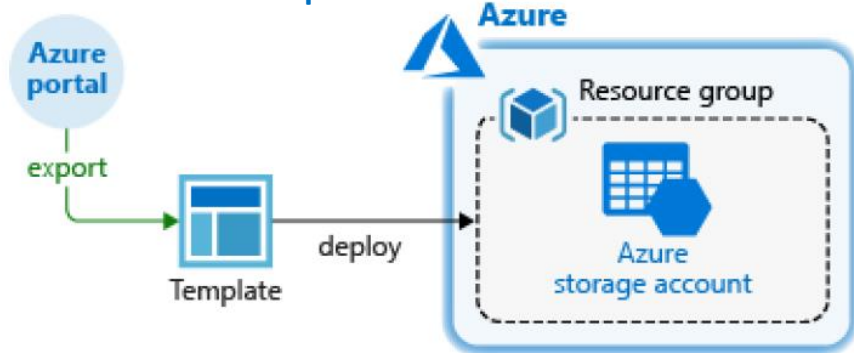 Azure
portal
export
Template
deploy
Azure
Resource group
Azure
storage account